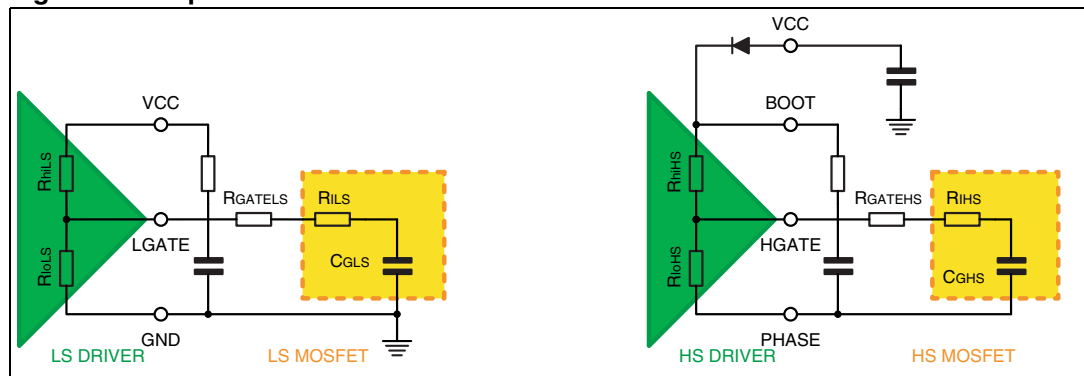 VCC
RhiLS
RloLS
LGATE
RGATELS
RILS
CGLS
GND
LS DRIVER
LS MOSFET
VCC
BOOT
RhiHS
RloHS
HGATE
RGATEHS
RIHS
CGHS
PHASE
HS DRIVER
HS MOSFET